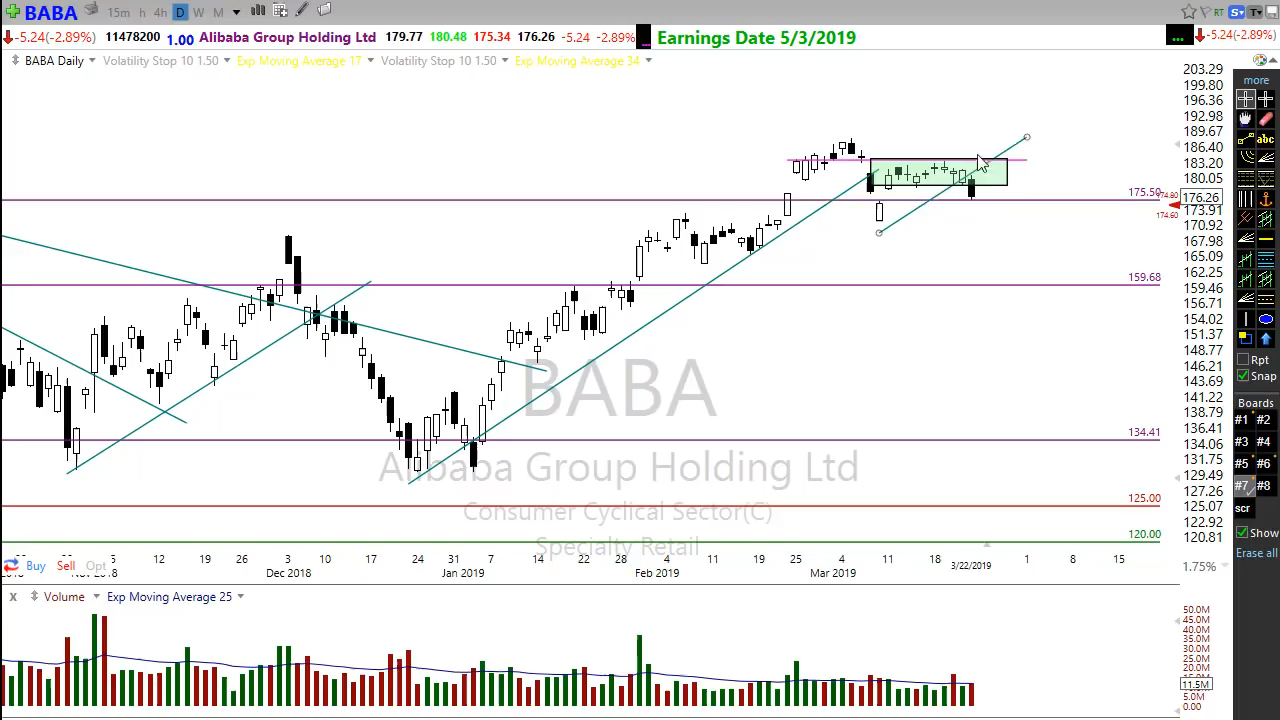 BABA 15m h 4h D W M RT S T
-5.24(-2.89%) 11478200 1.00 Alibaba Group Holding Ltd 179.77 180.48 175.34 176.26 -5.24 -2.89% Earnings Date 5/3/2019 ... -5.24(-2.89%)
BABA Daily Volatility Stop 10 1.50 Exp Moving Average 17 Volatility Stop 10 1.50 Exp Moving Average 34
203.29
199.80
196.36
192.98
189.67
186.40
183.20
180.05
175.50 174.80 176.26
173.91
174.60
170.92
167.98
165.09
162.25
159.68
159.46
156.71
154.02
151.37
148.77
146.21
143.69
141.22
138.79
136.41
134.41
134.06
131.75
129.49
127.26
125.00
125.07
122.92
120.00
120.81
BABA
Alibaba Group Holding Ltd
Consumer Cyclical Sector(C)
Specialty Retail
more
abc
Rpt
Snap
Boards
#1 #2
#3 #4
#5 #6
#7 #8
scr
Show
Erase all
5 12 19 26 3 10 17 24 31 7 14 22 28 4 11 19 25 4 11 18 3/22/2019 1 8 15
Nov 2018 Dec 2018 Jan 2019 Feb 2019 Mar 2019
Buy Sell Opt
1.75%
x Volume Exp Moving Average 25
50.0M
45.0M
40.0M
35.0M
30.0M
25.0M
20.0M
11.5M
5.0M
0.00